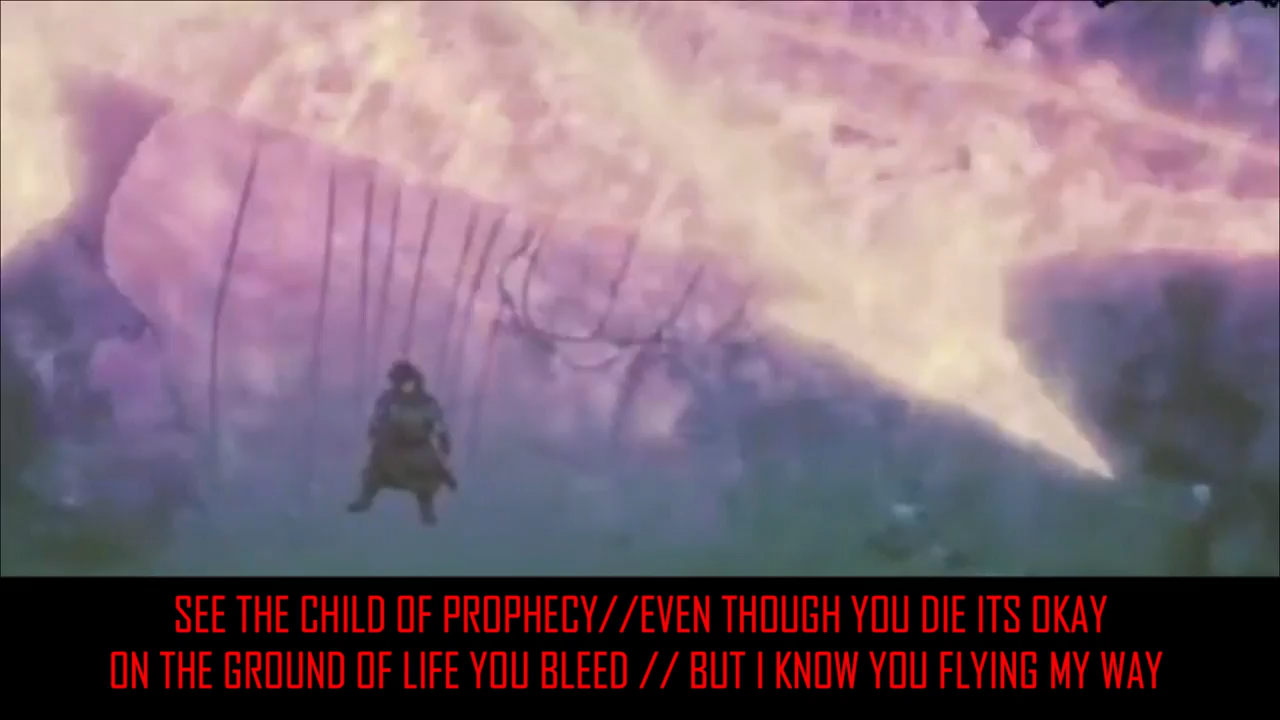 SEE THE CHILD OF PROPHECY//EVEN THOUGH YOU DIE ITS OKAY
ON THE GROUND OF LIFE YOU BLEED // BUT I KNOW YOU FLYING MY WAY